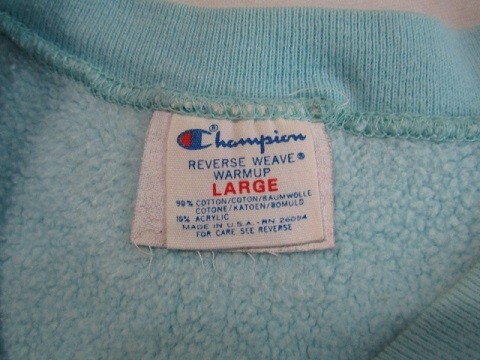 Champion®
REVERSE WEAVE®
WARMUP
LARGE
90% COTTON/COTON/BAUMWOLLE
COTONE/KATOEN/BOMULD
10% ACRYLIC
MADE IN U.S.A. RN 26094
FOR CARE SEE REVERSE